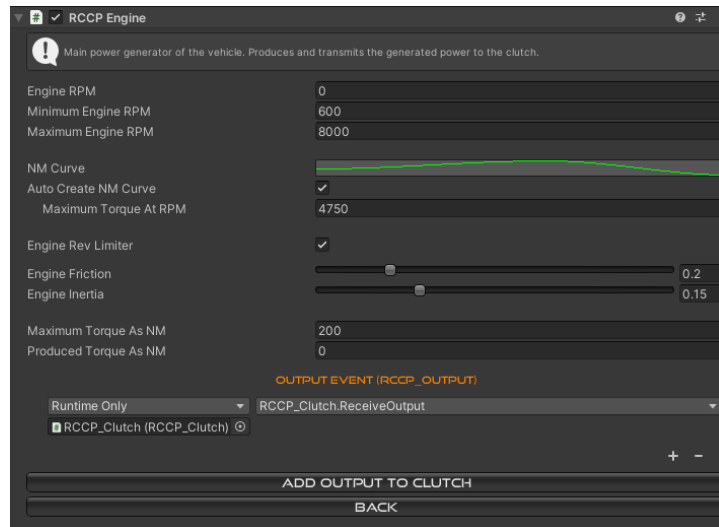 RCCP Engine
Main power generator of the vehicle. Produces and transmits the generated power to the clutch.
Engine RPM 0
Minimum Engine RPM 600
Maximum Engine RPM 8000
NM Curve
Auto Create NM Curve
Maximum Torque At RPM 4750
Engine Rev Limiter
Engine Friction 0.2
Engine Inertia 0.15
Maximum Torque As NM 200
Produced Torque As NM 0
OUTPUT EVENT (RCCP_OUTPUT)
Runtime Only RCCP_Clutch.ReceiveOutput
RCCP_Clutch (RCCP_Clutch)
+ -
ADD OUTPUT TO CLUTCH
BACK